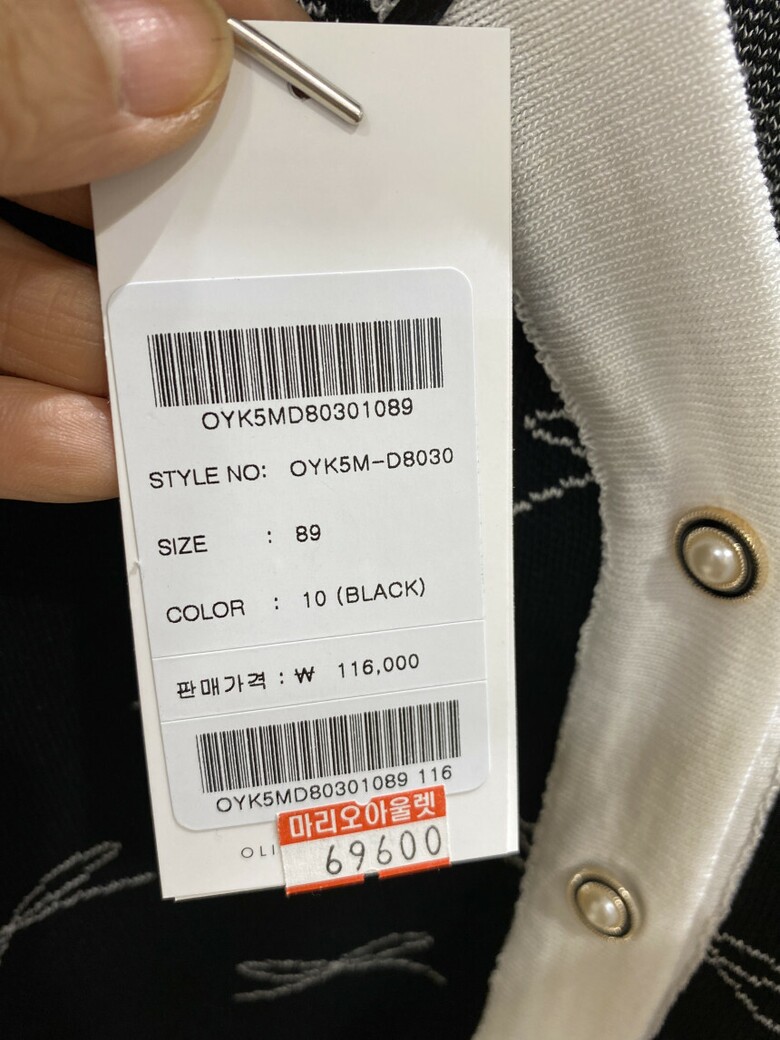 OYK5MD80301089
STYLE NO: OYK5M-D8030
SIZE : 89
COLOR : 10 (BLACK)
판매가격 : ₩ 116,000
OYK5MD80301089 116
마리오아울렛
69600
OLI